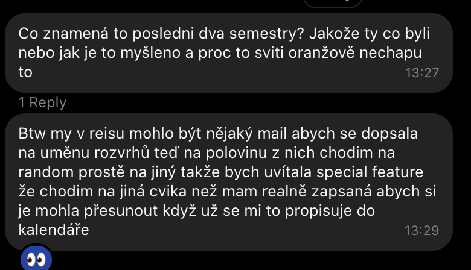 Co znamená to posledni dva semestry? Jakože ty co byli
nebo jak je to myšleno a proc to sviti oranžově nechapu
to
13:27
1 Reply
Btw my v reisu mohlo být nějaký mail abych se dopsala
na uměnu rozvrhů teď na polovinu z nich chodim na
random prostě na jiný takže bych uvítala special feature
že chodim na jiná cvika než mam realně zapsaná abych si
je mohla přesunout když už se mi to propisuje do
kalendáře
13:29